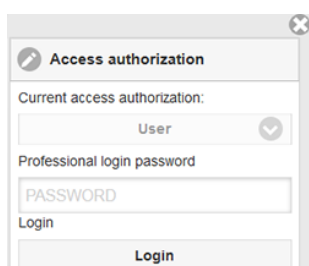 Access authorization
Current access authorization:
User
Professional login password
PASSWORD
Login
Login